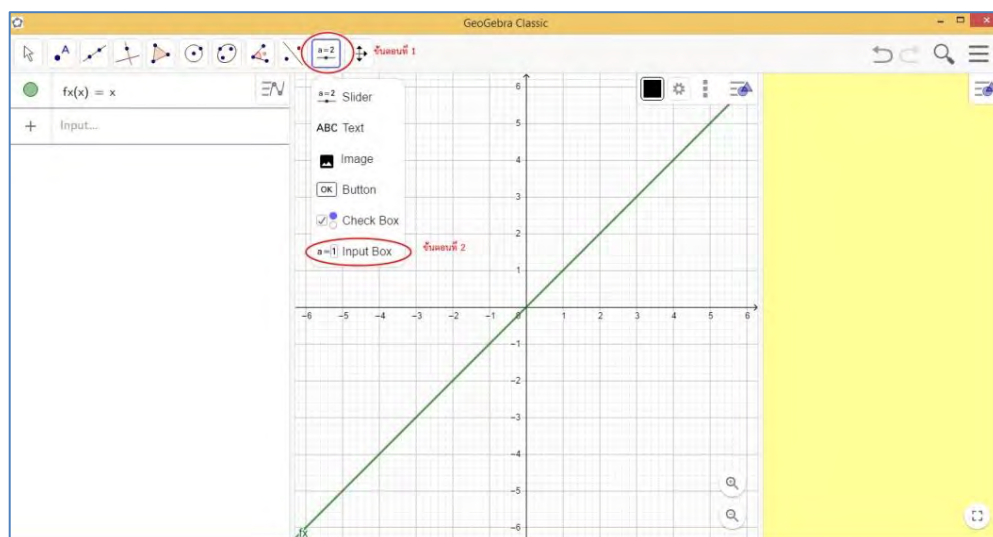 GeoGebra Classic
a=2 ขั้นตอนที่ 1
fx(x) = x
+ Input...
a=2 Slider
ABC Text
Image
OK Button
Check Box
a=1 Input Box ขั้นตอนที่ 2
6
5
4
3
2
1
-6 -5 -4 -3 -2 -1 0 1 2 3 4 5 6
-1
-2
-3
-4
-5
-6
fx